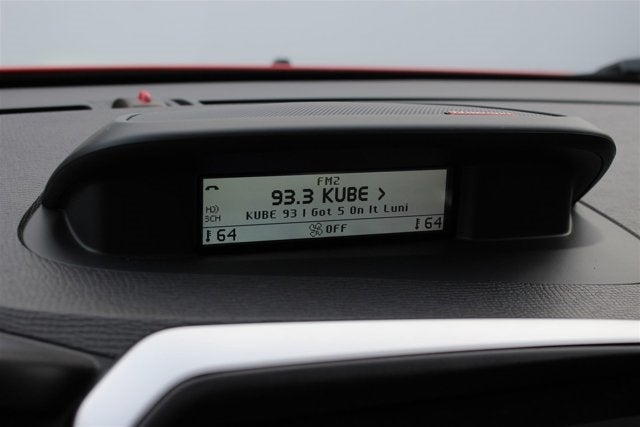 FM2
93.3 KUBE >
HD)
SCH
KUBE 93 | Got 5 On It Luni
64 OFF 64